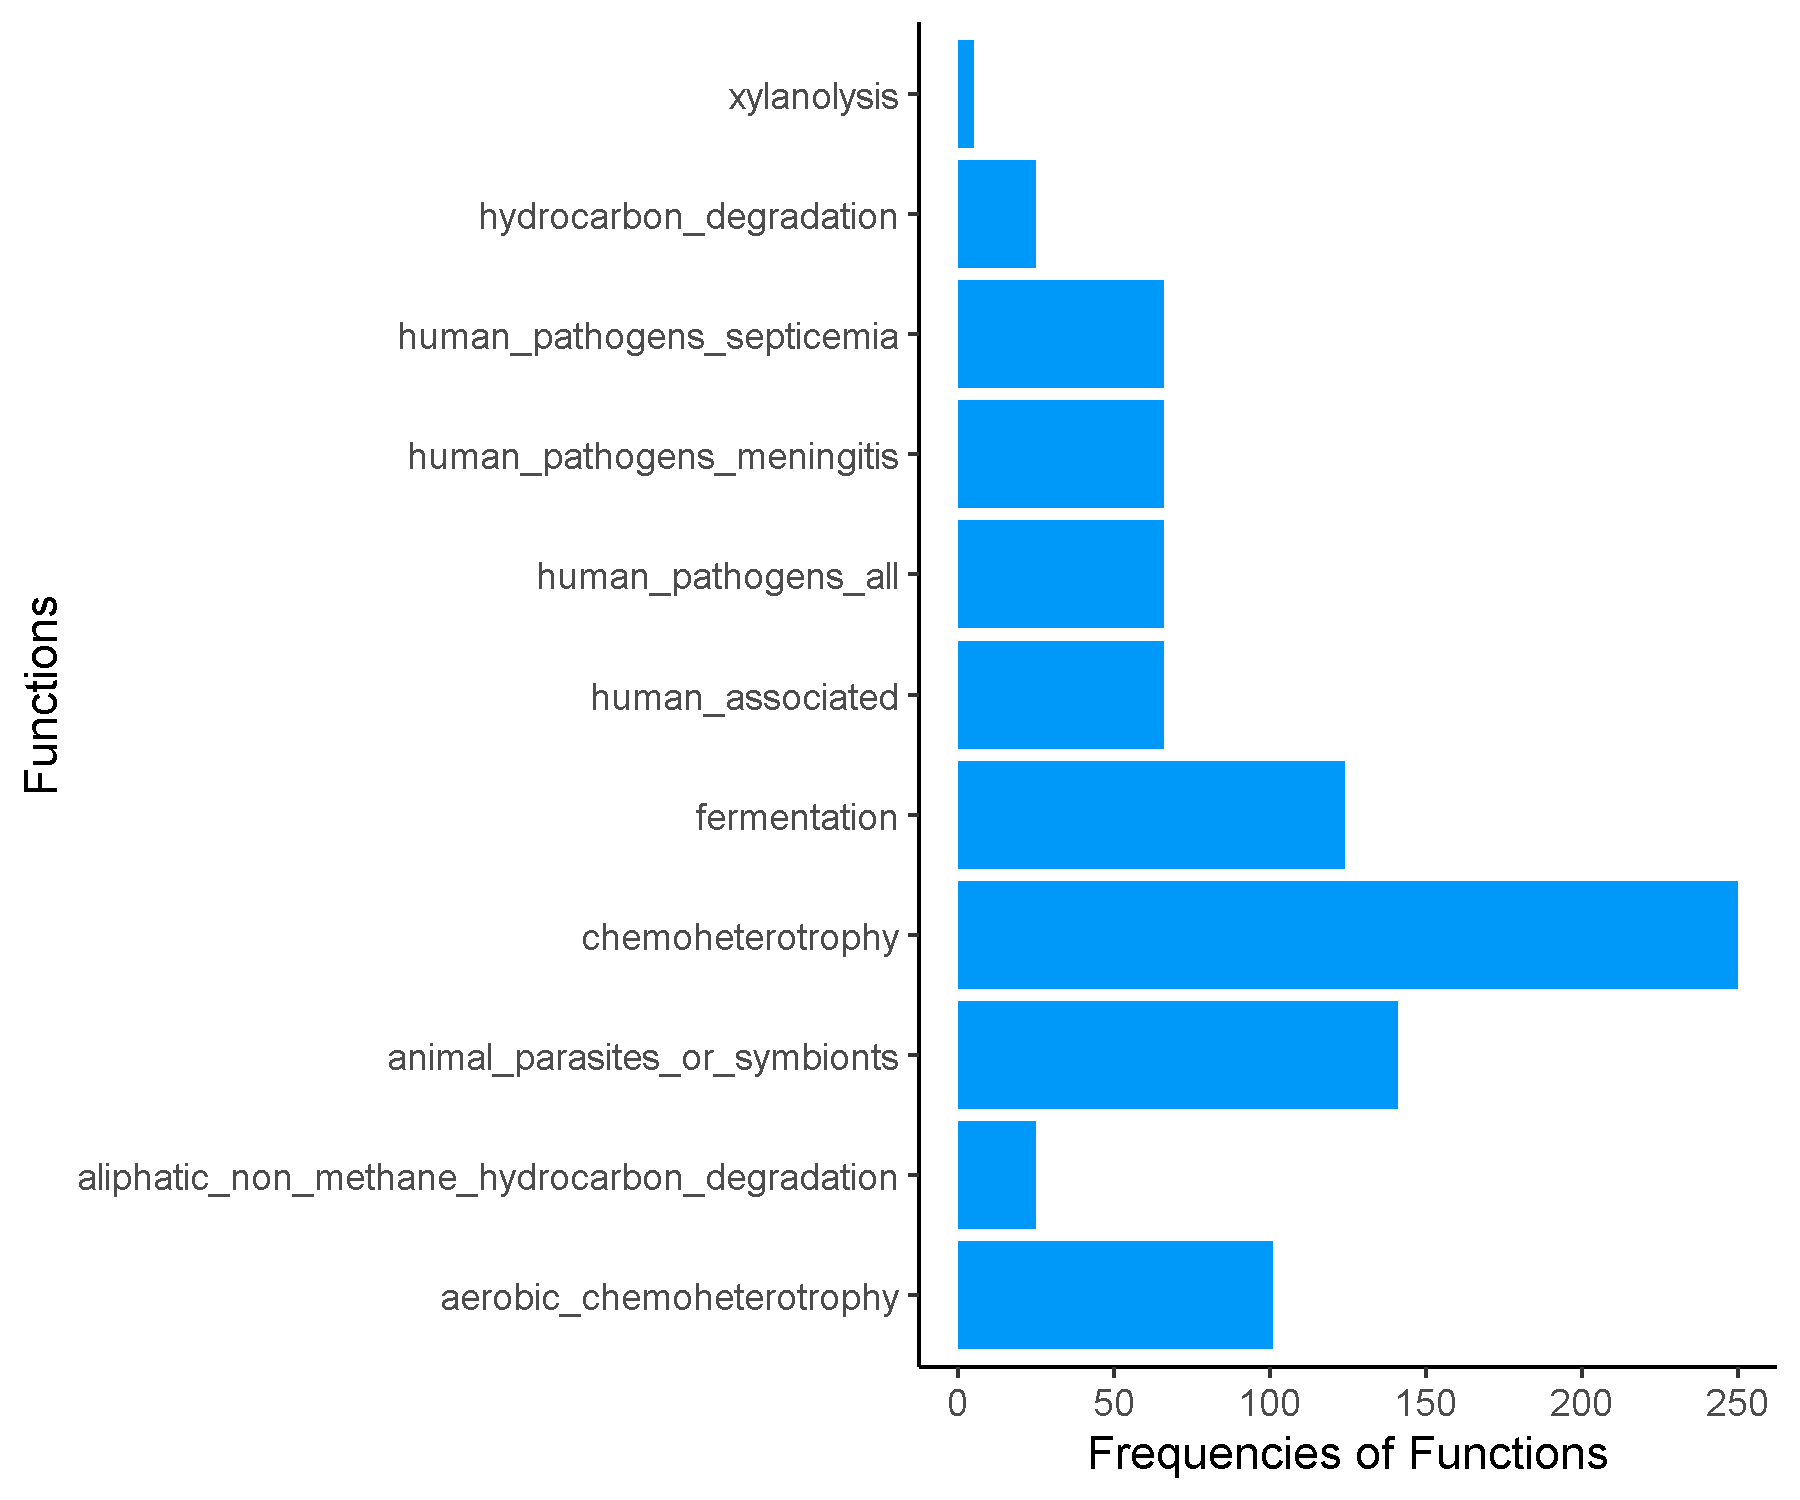 xylanolysis
hydrocarbon_degradation
human_pathogens_septicemia
human_pathogens_meningitis
human_pathogens_all
human_associated
fermentation
chemoheterotrophy
animal_parasites_or_symbionts
aliphatic_non_methane_hydrocarbon_degradation
aerobic_chemoheterotrophy
Functions
0 50 100 150 200 250
Frequencies of Functions